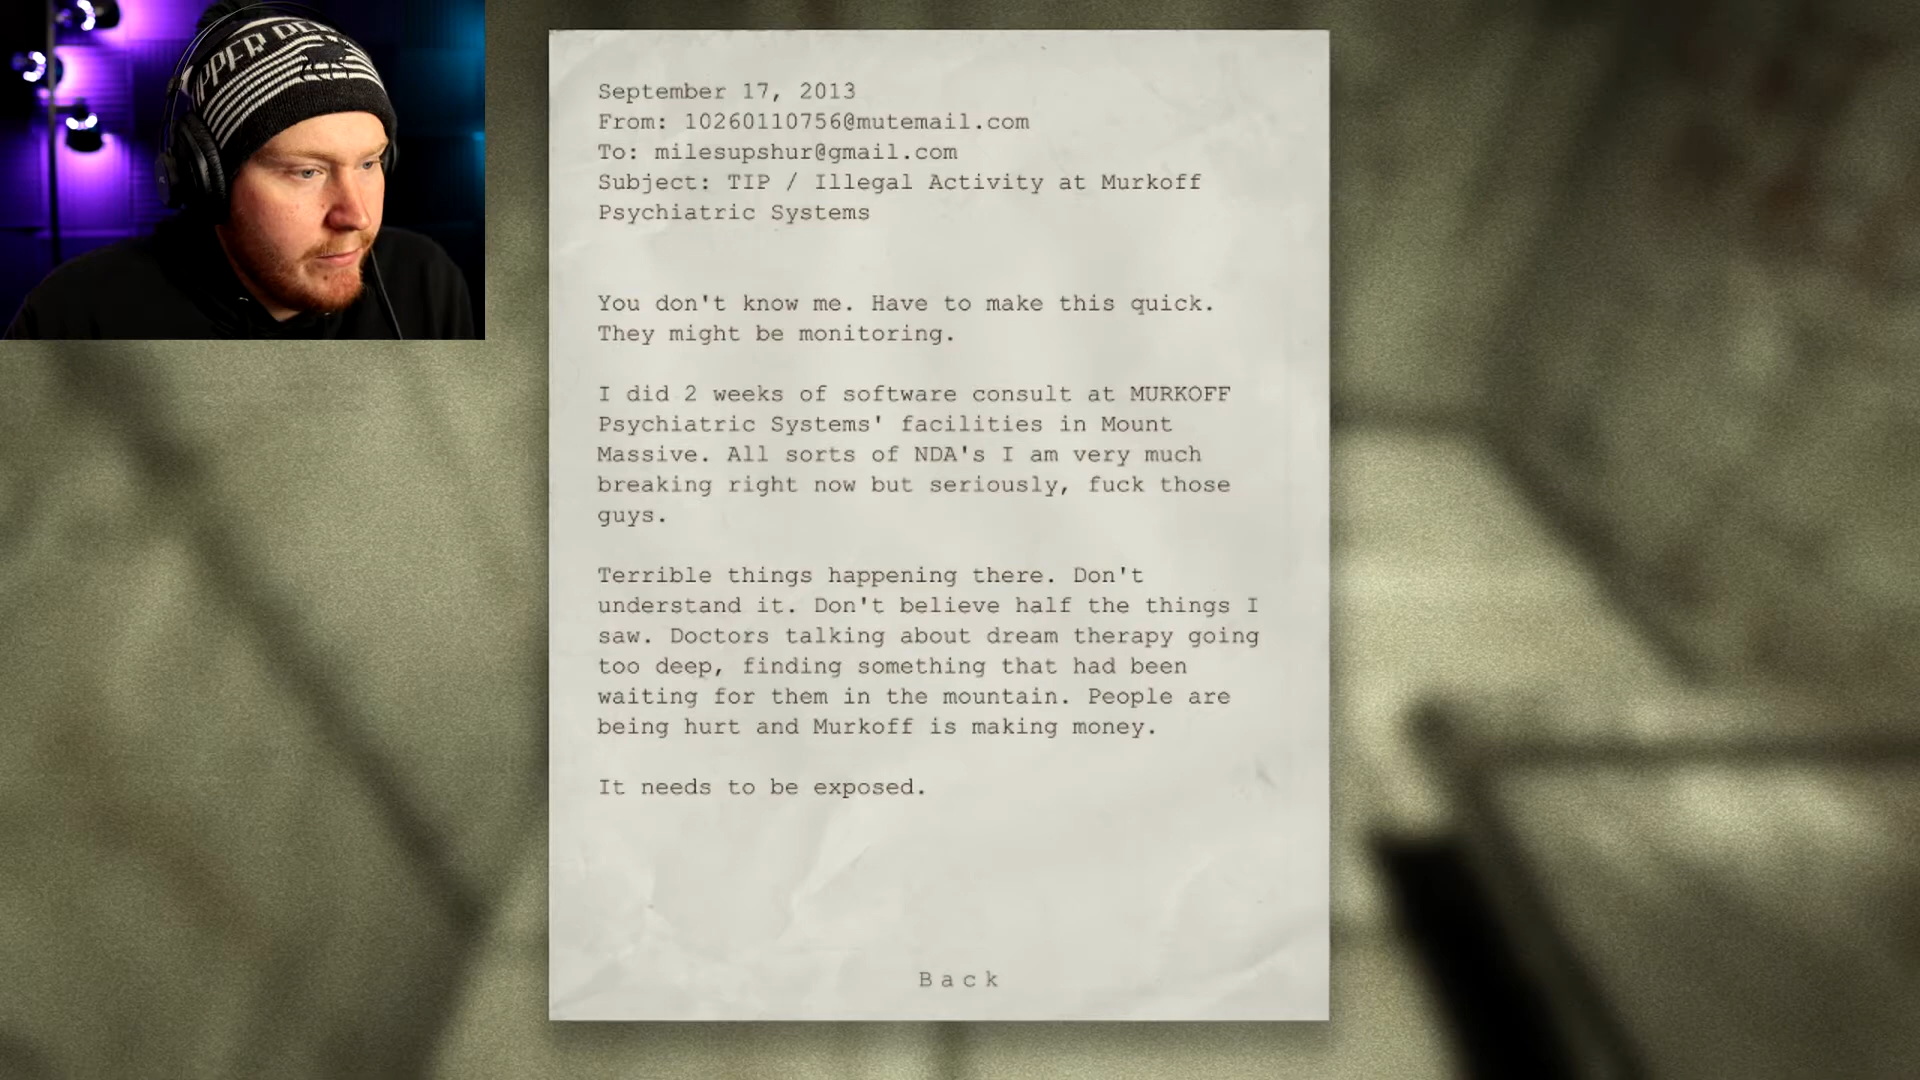 September 17, 2013
From: 10260110756@mutemail.com
To: milesupshur@gmail.com
Subject: TIP / Illegal Activity at Murkoff
Psychiatric Systems
You don't know me. Have to make this quick.
They might be monitoring.
I did 2 weeks of software consult at MURKOFF
Psychiatric Systems' facilities in Mount
Massive. All sorts of NDA's I am very much
breaking right now but seriously, fuck those
guys.
Terrible things happening there. Don't
understand it. Don't believe half the things I
saw. Doctors talking about dream therapy going
too deep, finding something that had been
waiting for them in the mountain. People are
being hurt and Murkoff is making money.
It needs to be exposed.
Back